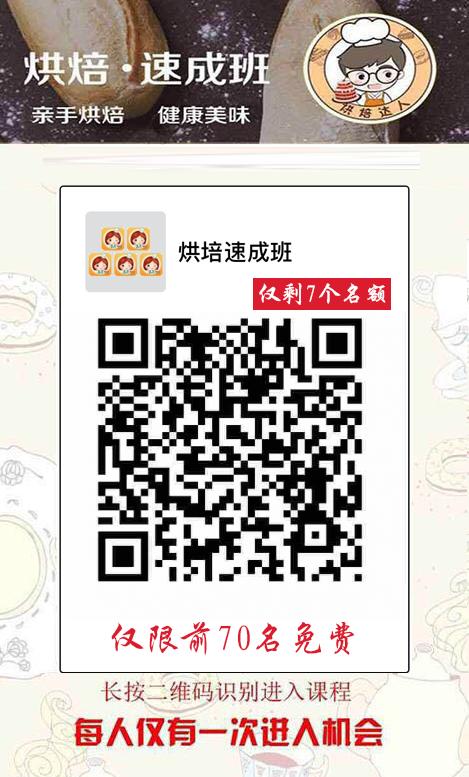 烘焙·速成班
亲手烘焙 健康美味
烘焙达人
烘培速成班
仅剩7个名额
仅限前70名免费
长按二维码识别进入课程
每人仅有一次进入机会